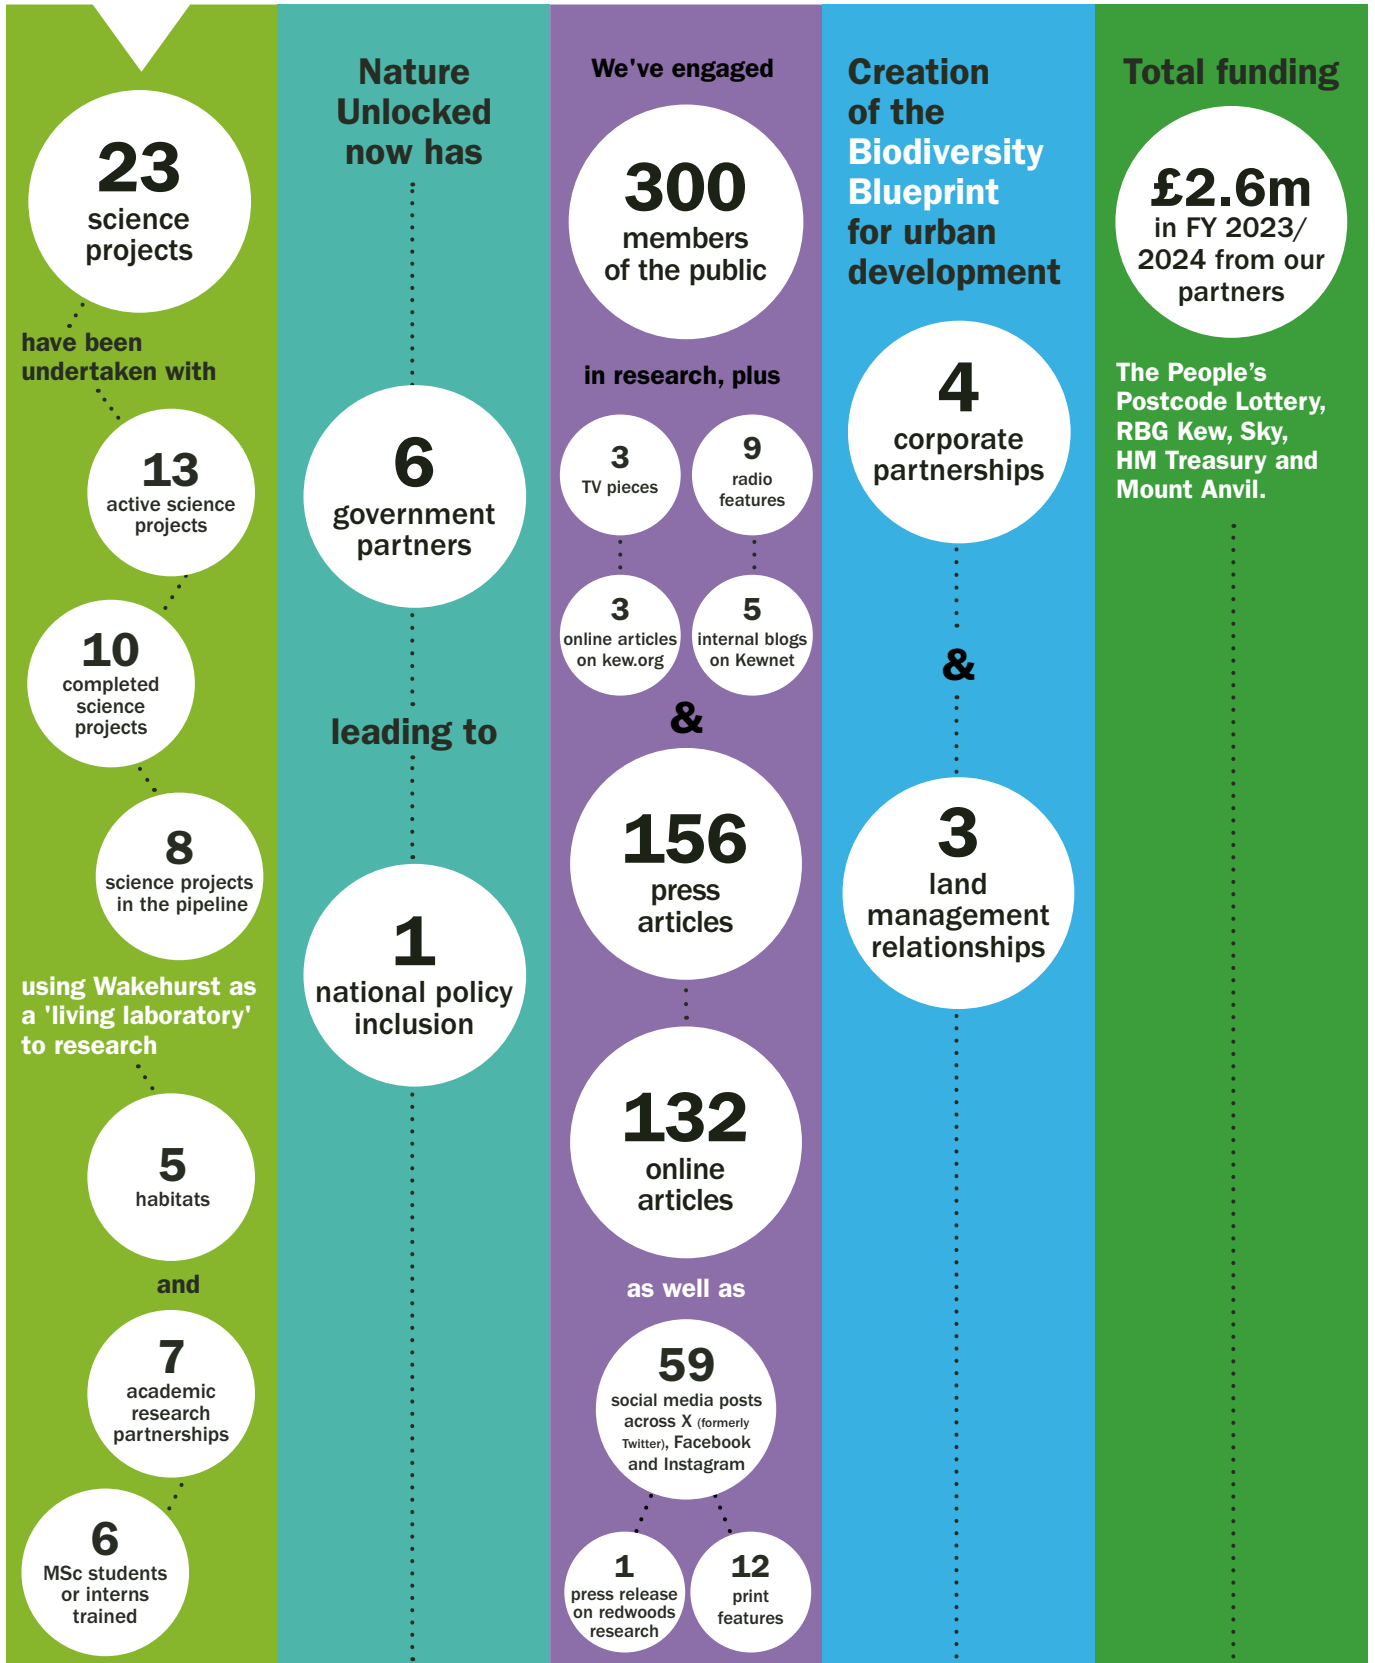 23
science
projects
have been
undertaken with
13
active science
projects
10
completed
science
projects
8
science projects
in the pipeline
using Wakehurst as
a 'living laboratory'
to research
5
habitats
and
7
academic
research
partnerships
6
MSc students
or interns
trained
Nature
Unlocked
now has
6
government
partners
leading to
1
national policy
inclusion
We've engaged
300
members
of the public
in research, plus
3
TV pieces
9
radio
features
3
online articles
on kew.org
5
internal blogs
on Kewnet
&
156
press
articles
132
online
articles
as well as
59
social media posts
across X (formerly
Twitter), Facebook
and Instagram
1
press release
on redwoods
research
12
print
features
Creation
of the
Biodiversity
Blueprint
for urban
development
4
corporate
partnerships
&
3
land
management
relationships
Total funding
£2.6m
in FY 2023/
2024 from our
partners
The People’s
Postcode Lottery,
RBG Kew, Sky,
HM Treasury and
Mount Anvil.